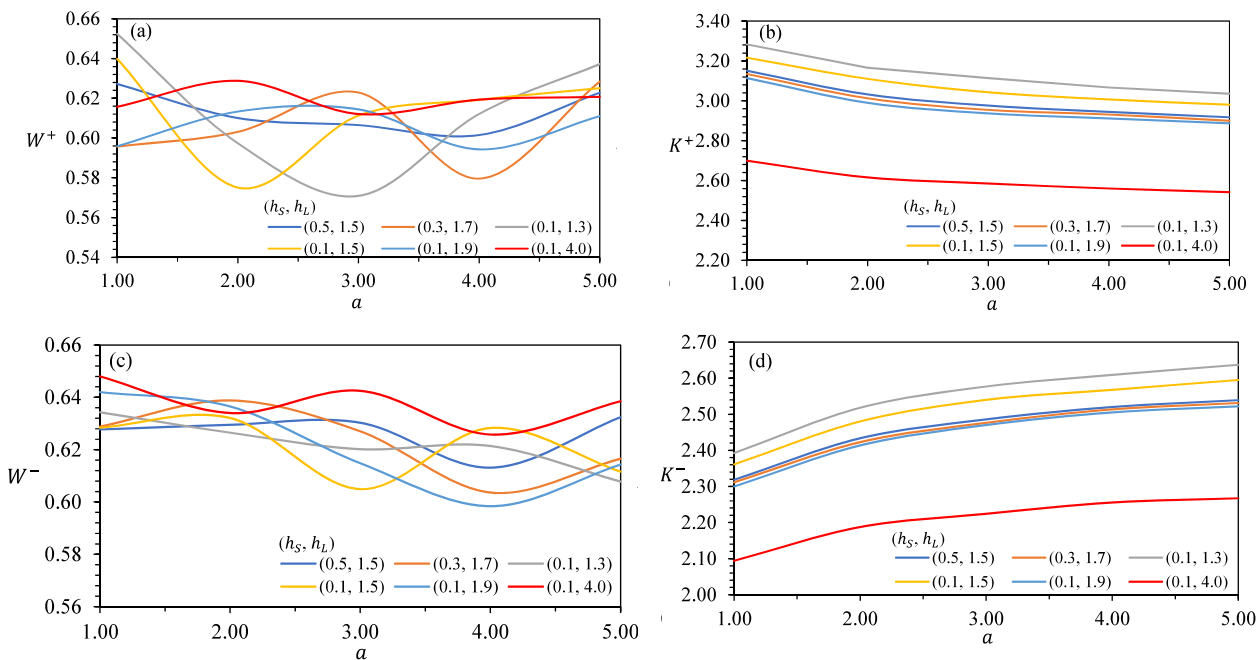 (a)
0.66
0.64
0.62
0.60
0.58
0.56
0.54
W⁺
(h_S, h_L)
(0.5, 1.5) (0.3, 1.7) (0.1, 1.3)
(0.1, 1.5) (0.1, 1.9) (0.1, 4.0)
1.00 2.00 3.00 4.00 5.00
a
(b)
3.40
3.20
3.00
2.80
2.60
2.40
2.20
K⁺
(h_S, h_L)
(0.5, 1.5) (0.3, 1.7) (0.1, 1.3)
(0.1, 1.5) (0.1, 1.9) (0.1, 4.0)
1.00 2.00 3.00 4.00 5.00
a
(c)
0.66
0.64
0.62
0.60
0.58
0.56
W⁻
(h_S, h_L)
(0.5, 1.5) (0.3, 1.7) (0.1, 1.3)
(0.1, 1.5) (0.1, 1.9) (0.1, 4.0)
1.00 2.00 3.00 4.00 5.00
a
(d)
2.70
2.60
2.50
2.40
2.30
2.20
2.10
2.00
K⁻
(h_S, h_L)
(0.5, 1.5) (0.3, 1.7) (0.1, 1.3)
(0.1, 1.5) (0.1, 1.9) (0.1, 4.0)
1.00 2.00 3.00 4.00 5.00
a